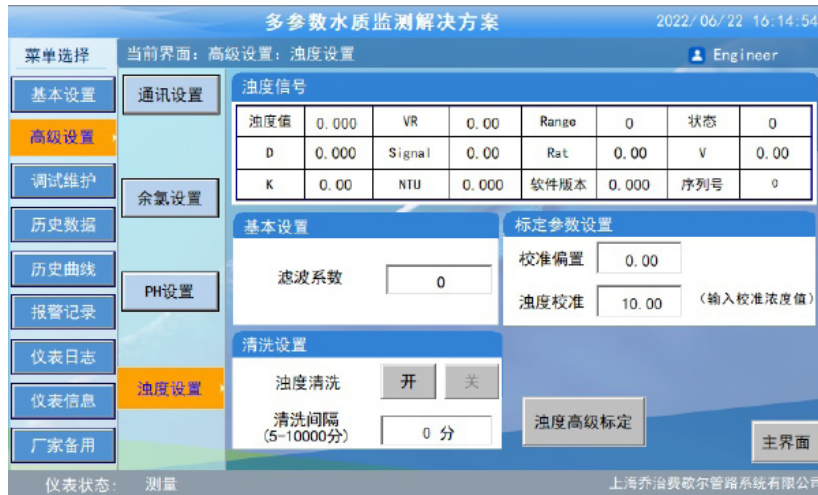 多参数水质监测解决方案 2022/06/22 16:14:54
菜单选择 当前界面：高级设置：浊度设置 Engineer
基本设置
高级设置
调试维护
历史数据
历史曲线
报警记录
仪表日志
仪表信息
厂家备用
通讯设置
余氯设置
PH设置
浊度设置
浊度信号
浊度值 0.000 VR 0.00 Range 0 状态 0
D 0.000 Signal 0.00 Rat 0.00 V 0.00
K 0.00 NTU 0.000 软件版本 0.000 序列号 0
基本设置
滤波系数 0
标定参数设置
校准偏置 0.00
浊度校准 10.00 (输入校准浓度值)
清洗设置
浊度清洗 开 关
清洗间隔
(5-10000分) 0 分
浊度高级标定
主界面
仪表状态: 测量 上海乔治费歇尔管路系统有限公司